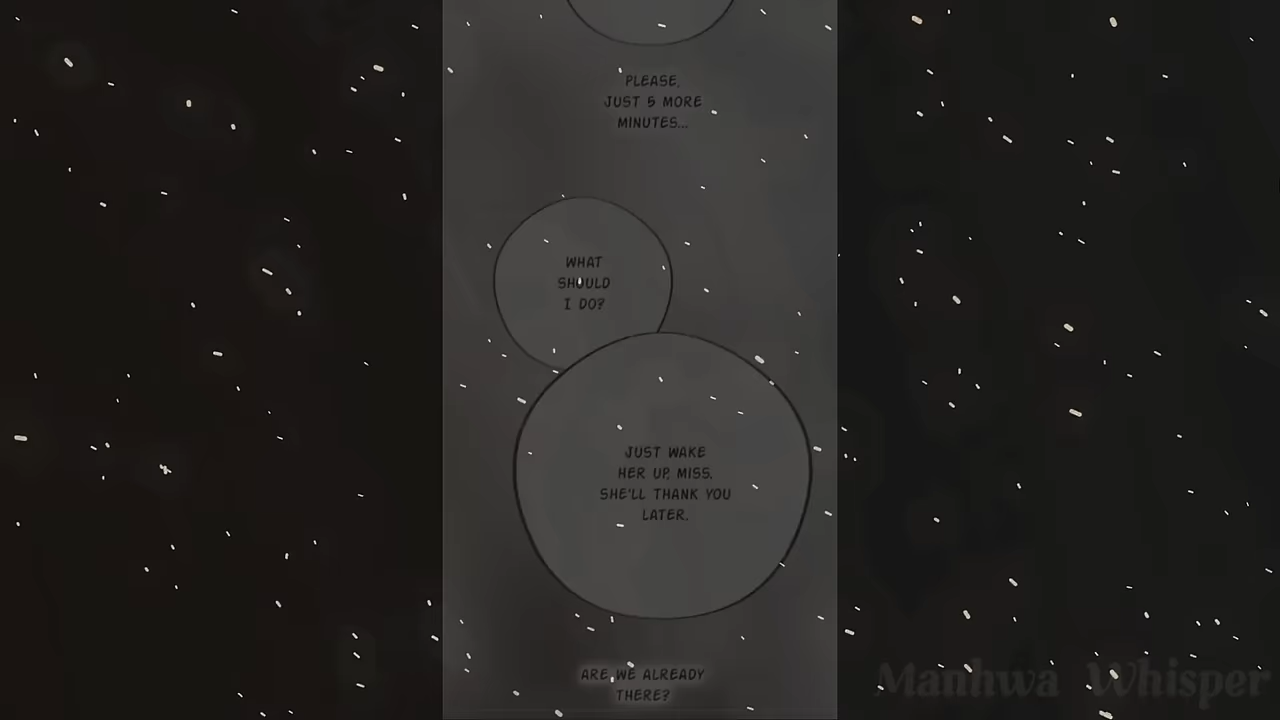 PLEASE,
JUST 5 MORE
MINUTES...
WHAT
SHOULD
I DO?
JUST WAKE
HER UP, MISS.
SHE'LL THANK YOU
LATER.
ARE WE ALREADY
THERE?
Manhwa Whisper